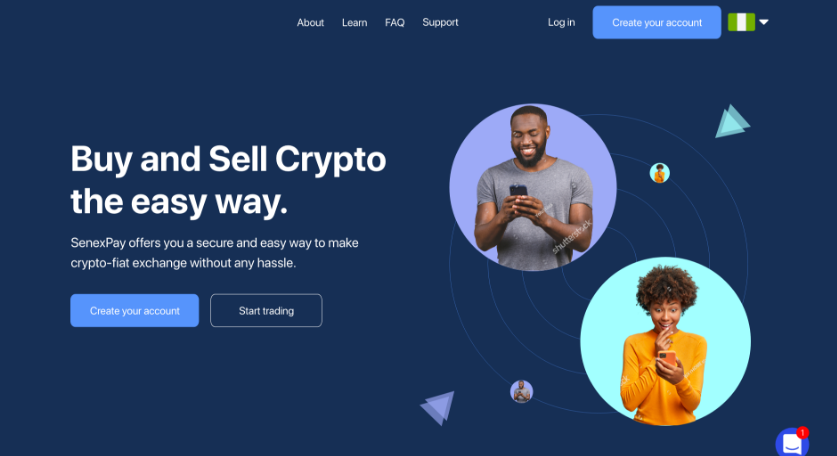 About Learn FAQ Support Log in Create your account
Buy and Sell Crypto
the easy way.
SenexPay offers you a secure and easy way to make
crypto-fiat exchange without any hassle.
Create your account Start trading
shutterstock
1